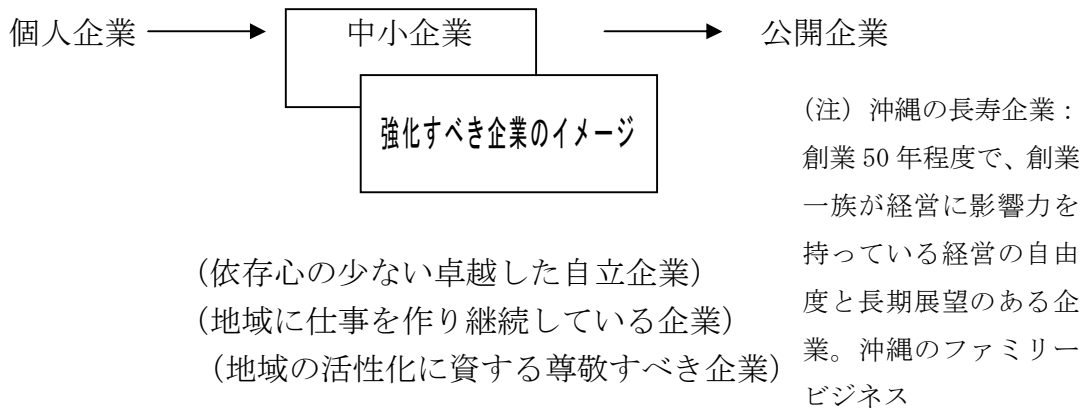 個人企業
中小企業
公開企業
強化すべき企業のイメージ
(依存心の少ない卓越した自立企業)
(地域に仕事を作り継続している企業)
(地域の活性化に資する尊敬すべき企業)
(注) 沖縄の長寿企業：
創業 50 年程度で、創業
一族が経営に影響力を
持っている経営の自由
度と長期展望のある企
業。沖縄のファミリー
ビジネス